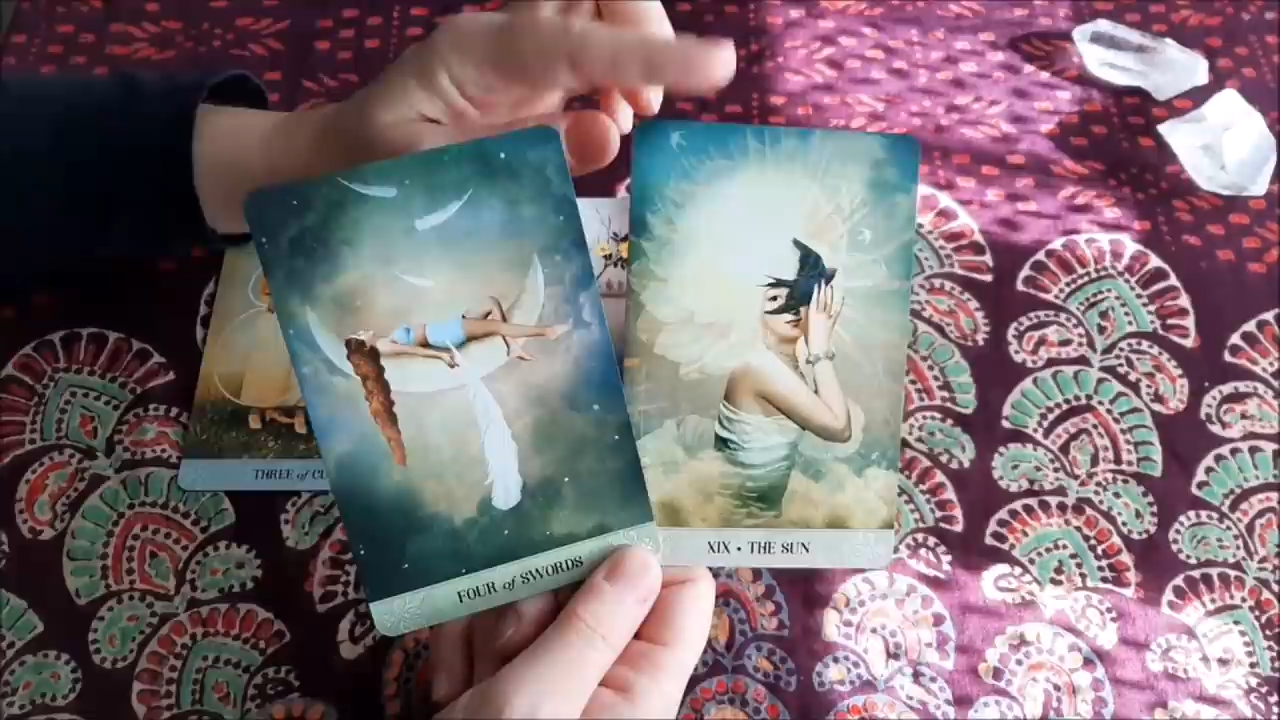 THREE of CU
FOUR of SWORDS
XIX • THE SUN